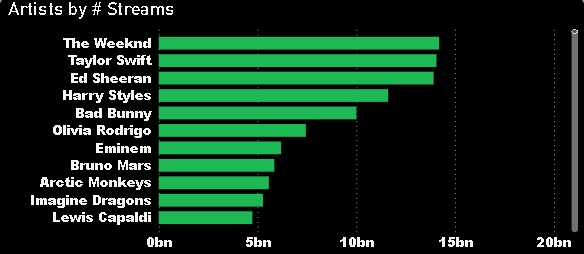 Artists by # Streams
The Weeknd
Taylor Swift
Ed Sheeran
Harry Styles
Bad Bunny
Olivia Rodrigo
Eminem
Bruno Mars
Arctic Monkeys
Imagine Dragons
Lewis Capaldi
0bn 5bn 10bn 15bn 20bn